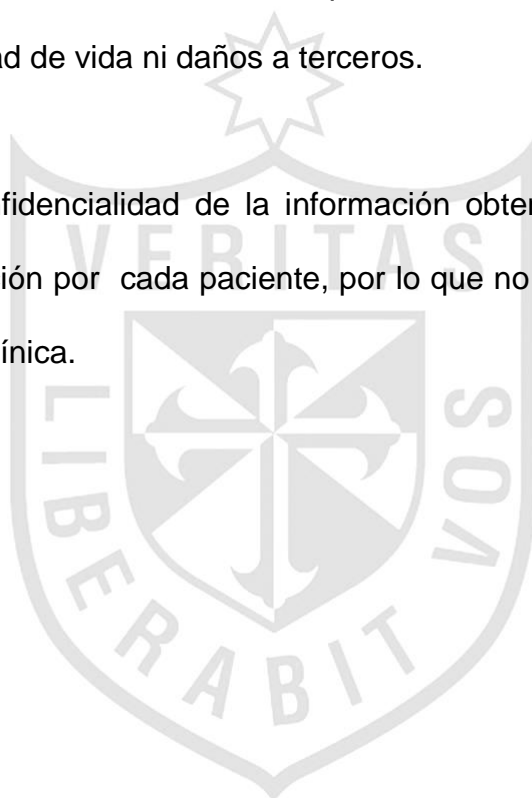 ad de vida ni daños a terceros.
fidencialidad de la información obter
ión por cada paciente, por lo que no
ínica.
VERITAS
LIBERABIT VOS